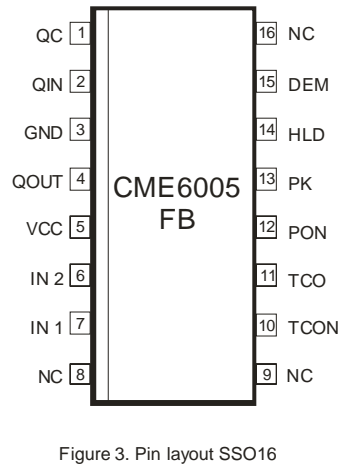 QC 1 16 NC
QIN 2 15 DEM
GND 3 14 HLD
QOUT 4 13 PK
CME6005
FB
VCC 5 12 PON
IN 2 6 11 TCO
IN 1 7 10 TCON
NC 8 9 NC
Figure 3. Pin layout SSO16